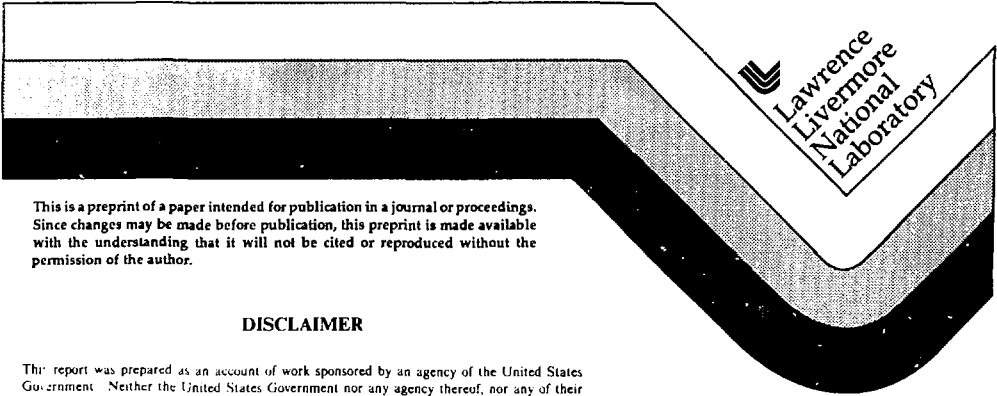 Lawrence
Livermore
National
Laboratory
This is a preprint of a paper intended for publication in a journal or proceedings.
Since changes may be made before publication, this preprint is made available
with the understanding that it will not be cited or reproduced without the
permission of the author.
DISCLAIMER
report was prepared as an account of work sponsored by an agency of the United States
Neither the United States Government nor any agency thereof, nor any of their